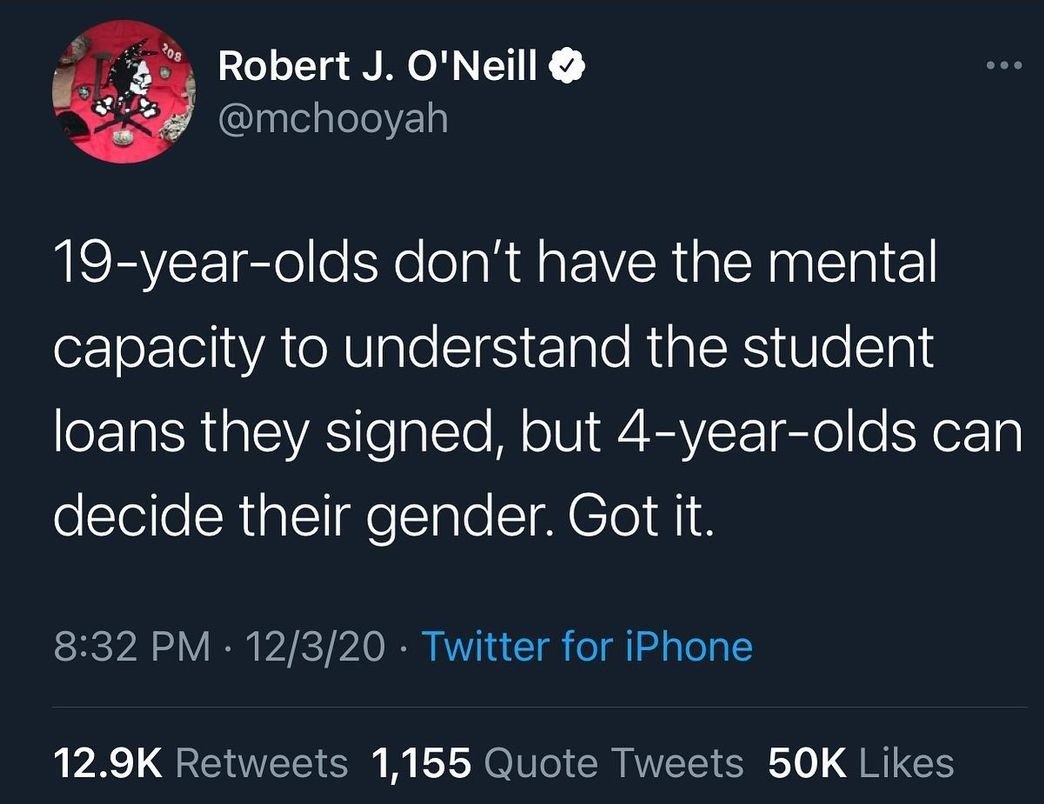 208
Robert J. O'Neill
@mchooyah
19-year-olds don’t have the mental
capacity to understand the student
loans they signed, but 4-year-olds can
decide their gender. Got it.
8:32 PM · 12/3/20 · Twitter for iPhone
12.9K Retweets 1,155 Quote Tweets 50K Likes